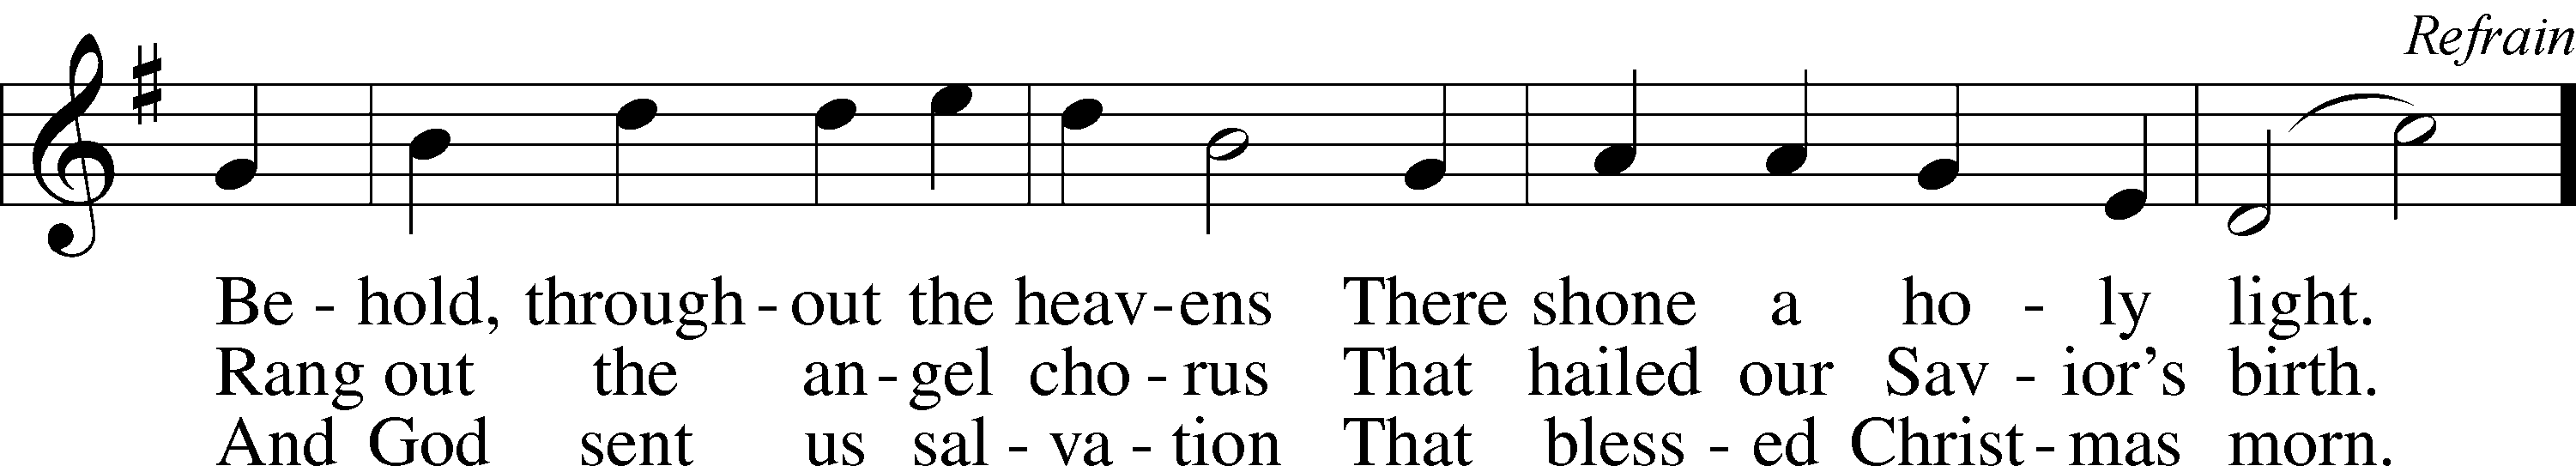 Refrain
Be - hold, through - out the heav - ens There shone a ho - ly light.
Rang out the an - gel cho - rus That hailed our Sav - ior’s birth.
And God sent us sal - va - tion That bless - ed Christ - mas morn.